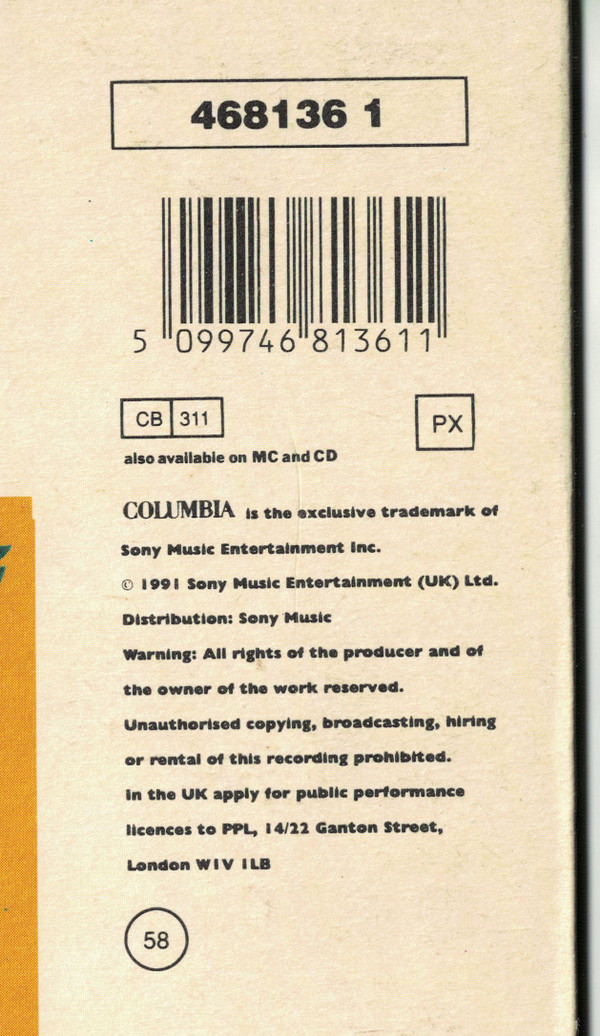 468136 1
5 099746 813611
CB 311 PX
also available on MC and CD
COLUMBIA is the exclusive trademark of
Sony Music Entertainment Inc.
© 1991 Sony Music Entertainment (UK) Ltd.
Distribution: Sony Music
Warning: All rights of the producer and of
the owner of the work reserved.
Unauthorised copying, broadcasting, hiring
or rental of this recording prohibited.
In the UK apply for public performance
licences to PPL, 14/22 Ganton Street,
London W1V 1LB
58